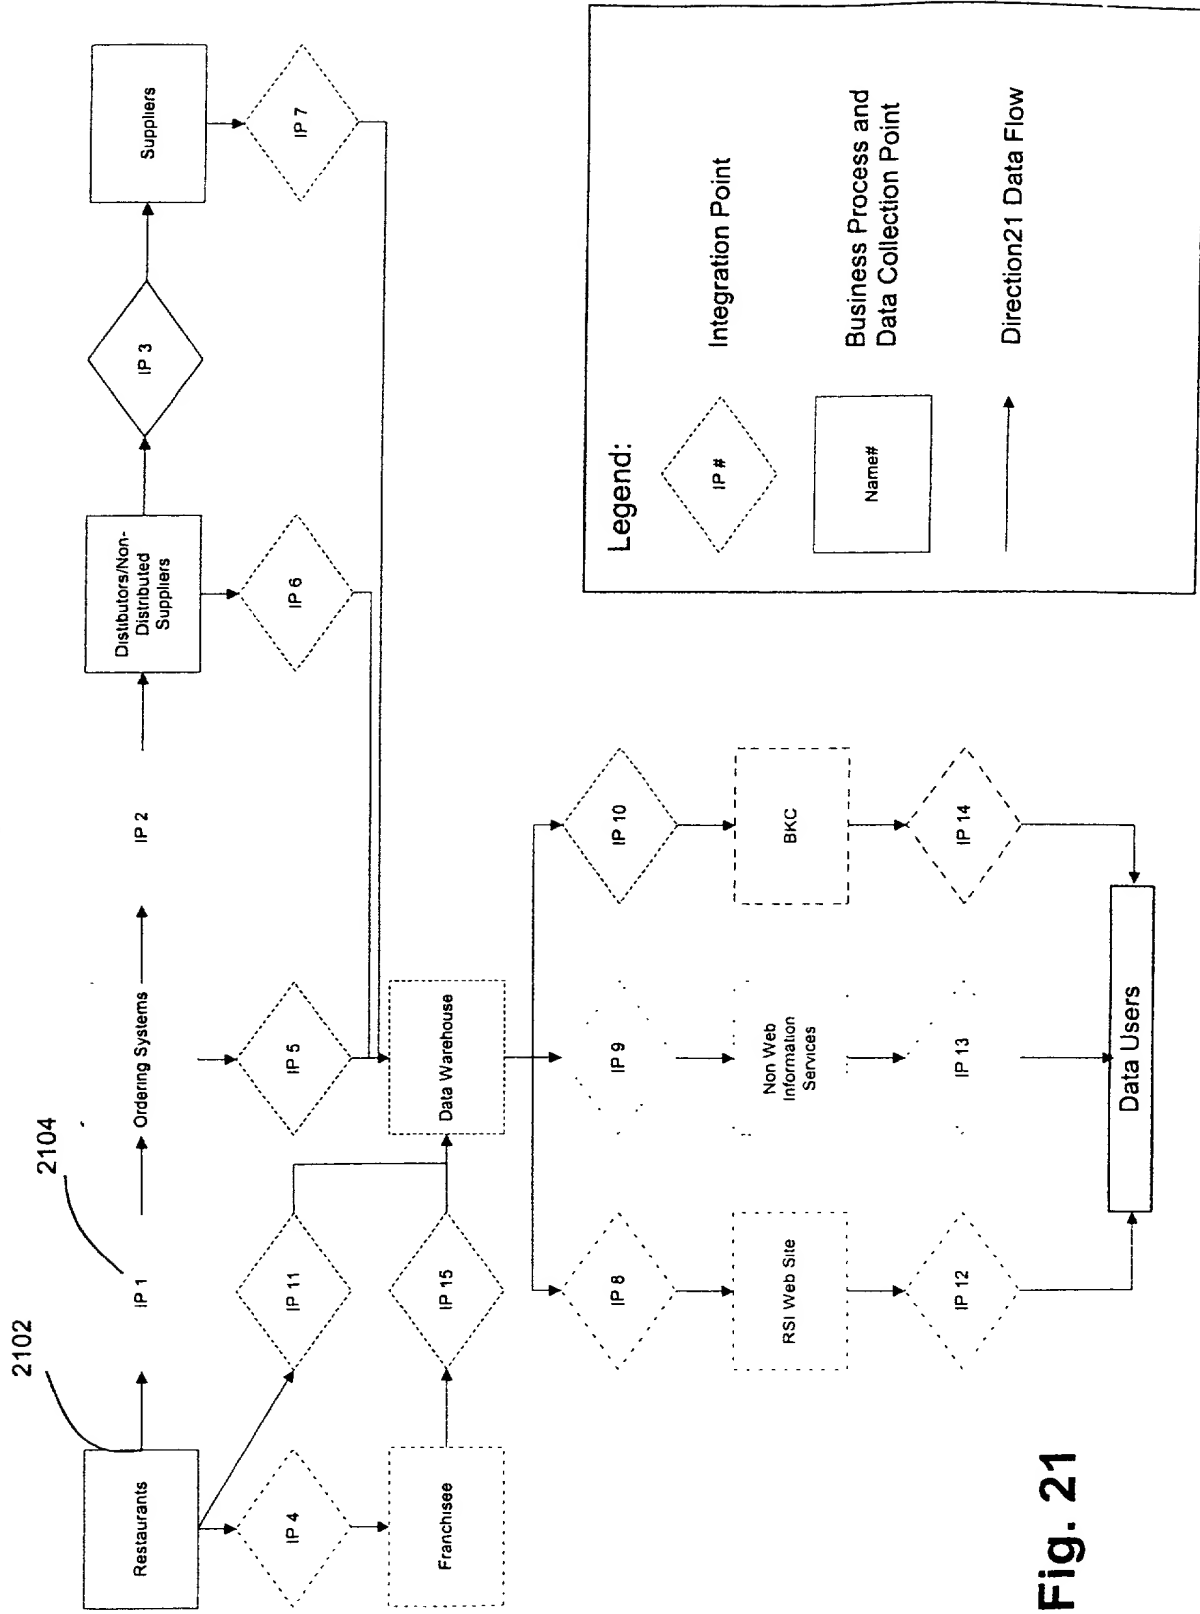 2102
2104
Restaurants
IP 1
Ordering Systems
IP 2
Distibutors/Non-
Distributed
Suppliers
IP 3
Suppliers
IP 4
IP 11
IP 5
IP 6
IP 7
Franchisee
IP 15
Data Warehouse
IP 8
IP 9
IP 10
RSI Web Site
Non Web
Information
Services
BKC
IP 12
IP 13
IP 14
Data Users
Legend:
IP #
Integration Point
Name#
Business Process and
Data Collection Point
Direction21 Data Flow
Fig. 21